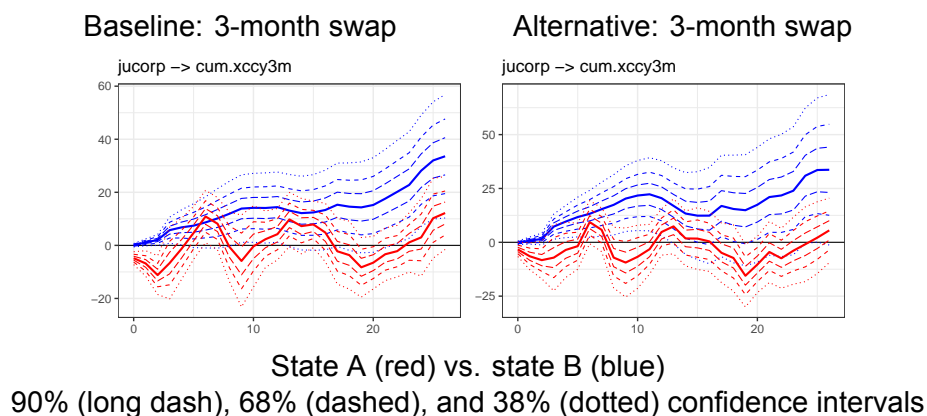 Baseline: 3-month swap
Alternative: 3-month swap
jucorp −> cum.xccy3m
jucorp −> cum.xccy3m
60
40
20
0
−20
0
10
20
50
25
0
−25
0
10
20
State A (red) vs. state B (blue)
90% (long dash), 68% (dashed), and 38% (dotted) confidence intervals